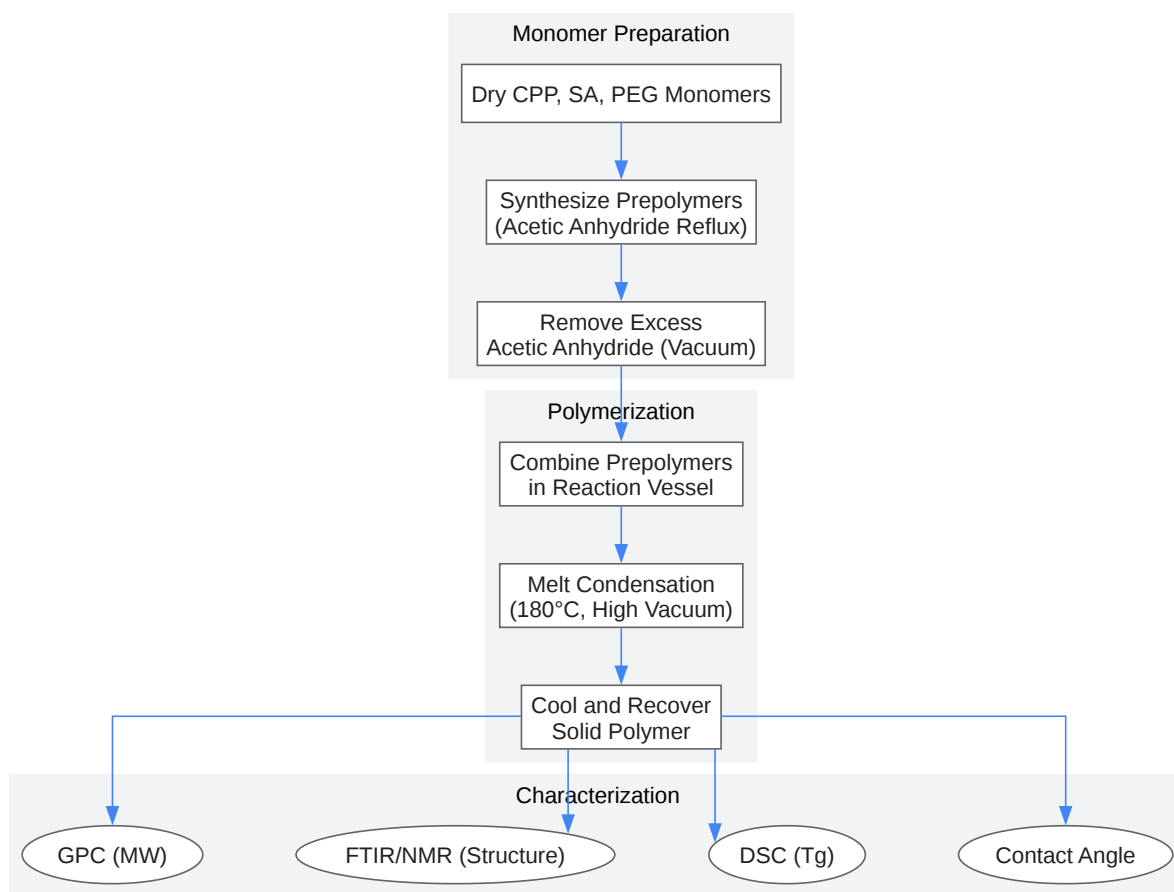 Monomer Preparation
Dry CPP, SA, PEG Monomers
Synthesize Prepolymers
(Acetic Anhydride Reflux)
Remove Excess
Acetic Anhydride (Vacuum)
Polymerization
Combine Prepolymers
in Reaction Vessel
Melt Condensation
(180°C, High Vacuum)
Cool and Recover
Solid Polymer
Characterization
GPC (MW)
FTIR/NMR (Structure)
DSC (Tg)
Contact Angle